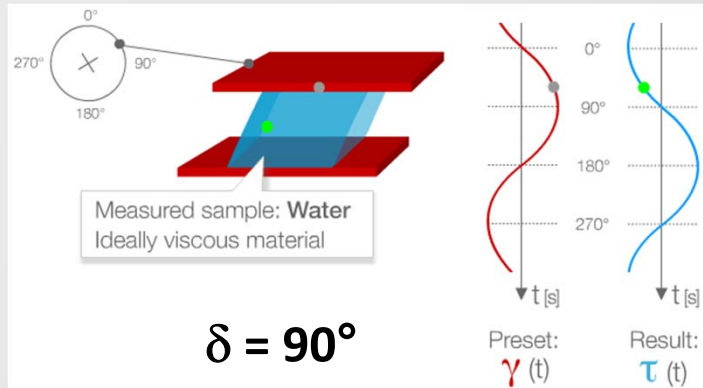 0°
270°
90°
180°
Measured sample: Water
Ideally viscous material
δ = 90°
0°
90°
180°
270°
t [s]
t [s]
Preset:
γ (t)
Result:
τ (t)